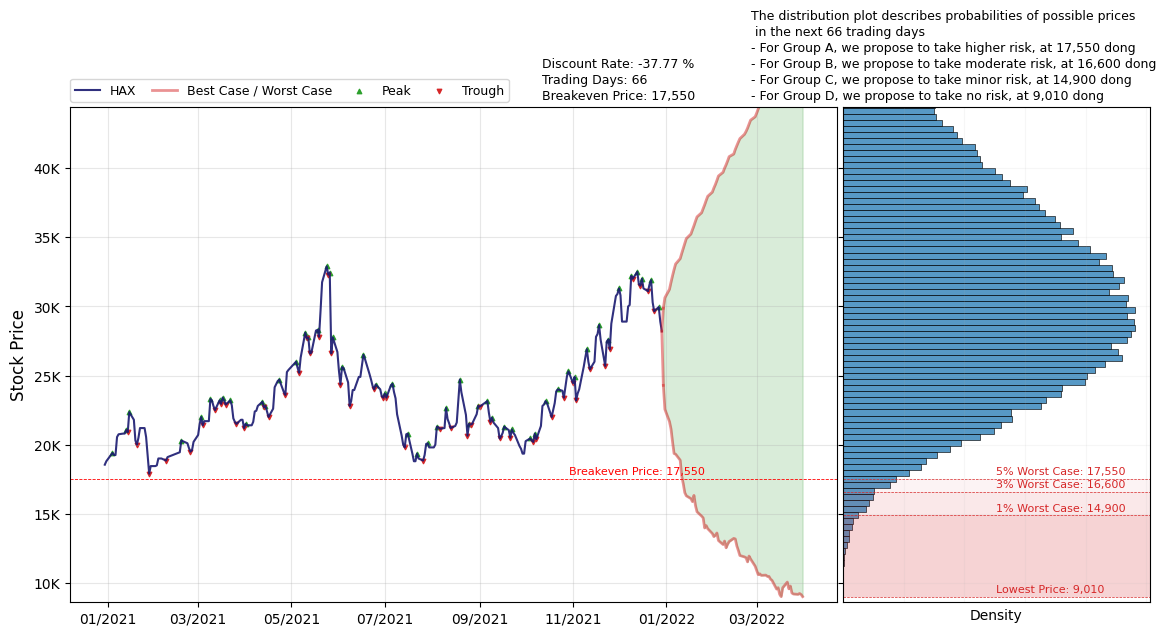 The distribution plot describes probabilities of possible prices
in the next 66 trading days
- For Group A, we propose to take higher risk, at 17,550 dong
- For Group B, we propose to take moderate risk, at 16,600 dong
- For Group C, we propose to take minor risk, at 14,900 dong
- For Group D, we propose to take no risk, at 9,010 dong
Discount Rate: -37.77 %
Trading Days: 66
Breakeven Price: 17,550
HAX
Best Case / Worst Case
Peak
Trough
Stock Price
40K
35K
30K
25K
20K
15K
10K
Breakeven Price: 17,550
5% Worst Case: 17,550
3% Worst Case: 16,600
1% Worst Case: 14,900
Lowest Price: 9,010
01/2021
03/2021
05/2021
07/2021
09/2021
11/2021
01/2022
03/2022
Density